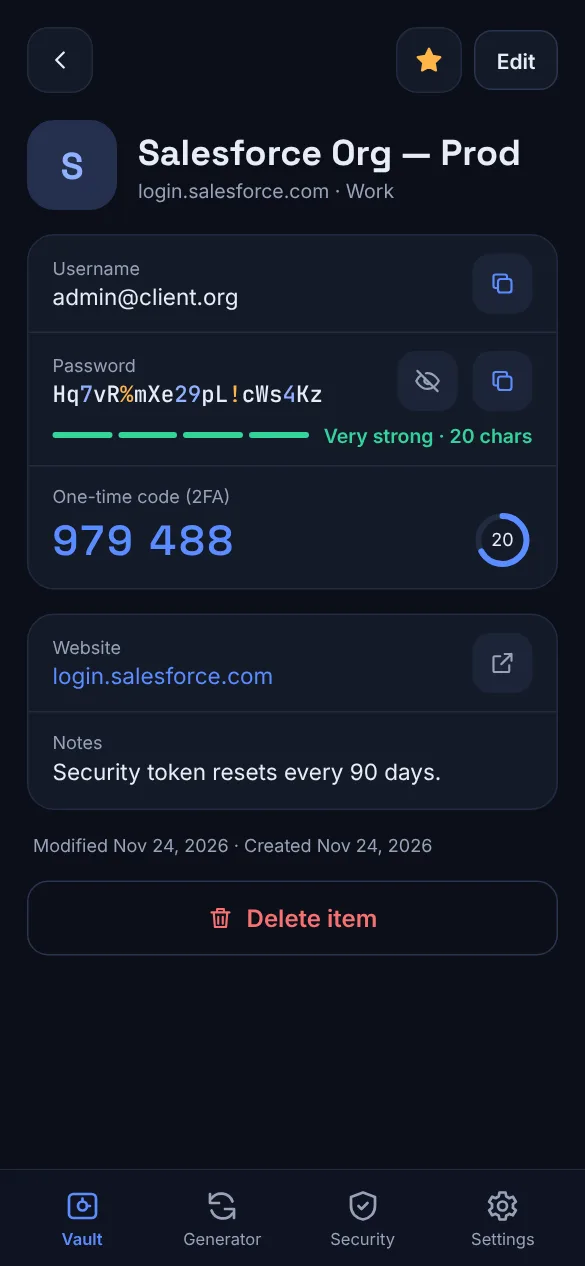 Edit
S
Salesforce Org — Prod
login.salesforce.com · Work
Username
admin@client.org
Password
Hq7vR%mXe29pL!cWs4Kz
Very strong · 20 chars
One-time code (2FA)
979 488
20
Website
login.salesforce.com
Notes
Security token resets every 90 days.
Modified Nov 24, 2026 · Created Nov 24, 2026
Delete item
Vault
Generator
Security
Settings